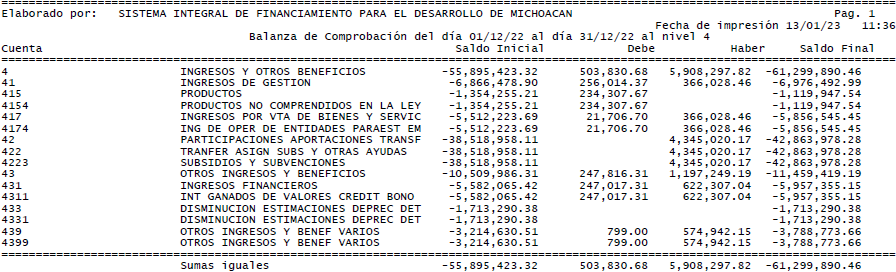 Elaborado por:   SISTEMA INTEGRAL DE FINANCIAMIENTO PARA EL DESARROLLO DE MICHOACAN   Pag. 1
Fecha de impresión 13/01/23   11:36
Balanza de Comprobación del día 01/12/22 al día 31/12/22 al nivel 4
Cuenta   Saldo Inicial   Debe   Haber   Saldo Final
4   INGRESOS Y OTROS BENEFICIOS   -55,895,423.32   503,830.68   5,908,297.82   -61,299,890.46
41   INGRESOS DE GESTION   -6,866,478.90   256,014.37   366,028.46   -6,976,492.99
415   PRODUCTOS   -1,354,255.21   234,307.67   -1,119,947.54
4154   PRODUCTOS NO COMPRENDIDOS EN LA LEY   -1,354,255.21   234,307.67   -1,119,947.54
417   INGRESOS POR VTA DE BIENES Y SERVIC   -5,512,223.69   21,706.70   366,028.46   -5,856,545.45
4174   ING DE OPER DE ENTIDADES PARAEST EM   -5,512,223.69   21,706.70   366,028.46   -5,856,545.45
42   PARTICIPACIONES APORTACIONES TRANSF   -38,518,958.11   4,345,020.17   -42,863,978.28
422   TRANFER ASIGN SUBS Y OTRAS AYUDAS   -38,518,958.11   4,345,020.17   -42,863,978.28
4223   SUBSIDIOS Y SUBVENCIONES   -38,518,958.11   4,345,020.17   -42,863,978.28
43   OTROS INGRESOS Y BENEFICIOS   -10,509,986.31   247,816.31   1,197,249.19   -11,459,419.19
431   INGRESOS FINANCIEROS   -5,582,065.42   247,017.31   622,307.04   -5,957,355.15
4311   INT GANADOS DE VALORES CREDIT BONO   -5,582,065.42   247,017.31   622,307.04   -5,957,355.15
433   DISMINUCION ESTIMACIONES DEPREC DET   -1,713,290.38   -1,713,290.38
4331   DISMINUCION ESTIMACIONES DEPREC DET   -1,713,290.38   -1,713,290.38
439   OTROS INGRESOS Y BENEF VARIOS   -3,214,630.51   799.00   574,942.15   -3,788,773.66
4399   OTROS INGRESOS Y BENEF VARIOS   -3,214,630.51   799.00   574,942.15   -3,788,773.66
Sumas iguales   -55,895,423.32   503,830.68   5,908,297.82   -61,299,890.46